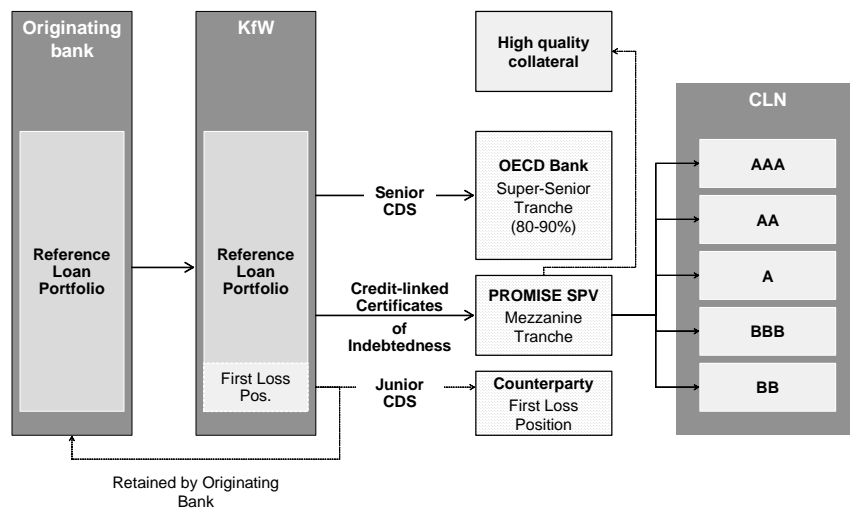 Originating
bank
KfW
High quality
collateral
CLN
OECD Bank
Super-Senior
Tranche
(80-90%)
Senior
CDS
AAA
AA
A
BBB
BB
Reference
Loan
Portfolio
Reference
Loan
Portfolio
Credit-linked
Certificates
of
Indebtedness
PROMISE SPV
Mezzanine
Tranche
First Loss
Pos.
Junior
CDS
Counterparty
First Loss
Position
Retained by Originating
Bank